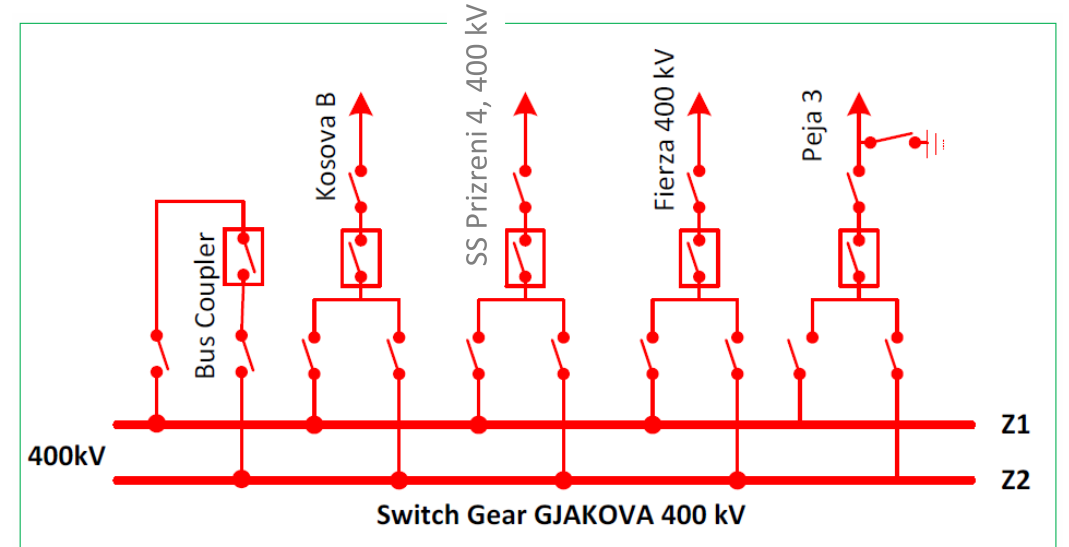 Kosova B
SS Prizreni 4, 400 kV
Fierza 400 kV
Peja 3
Bus Coupler
Z1
400kV
Z2
Switch Gear GJAKOVA 400 kV